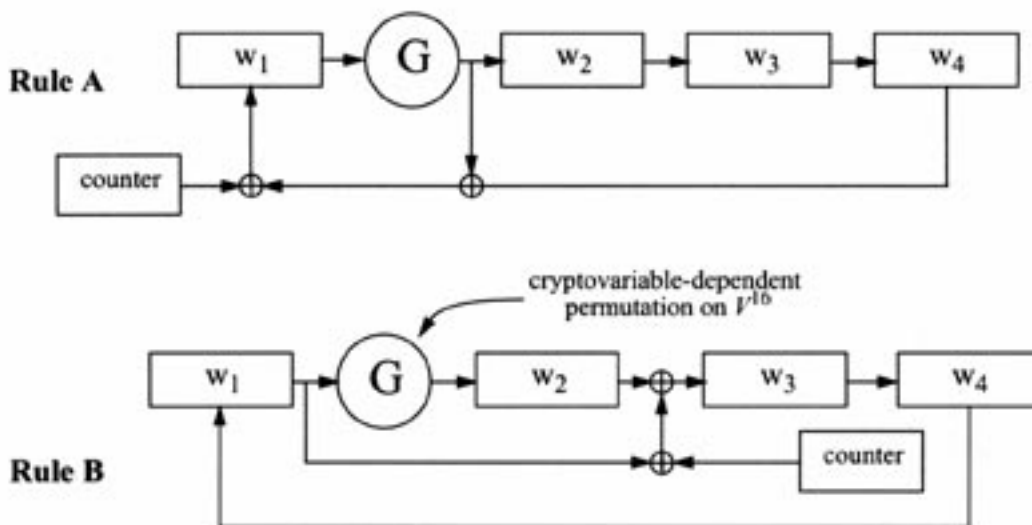 Rule A
w1
G
w2
w3
w4
counter
cryptovariable-dependent
permutation on V16
w1
G
w2
w3
w4
counter
Rule B